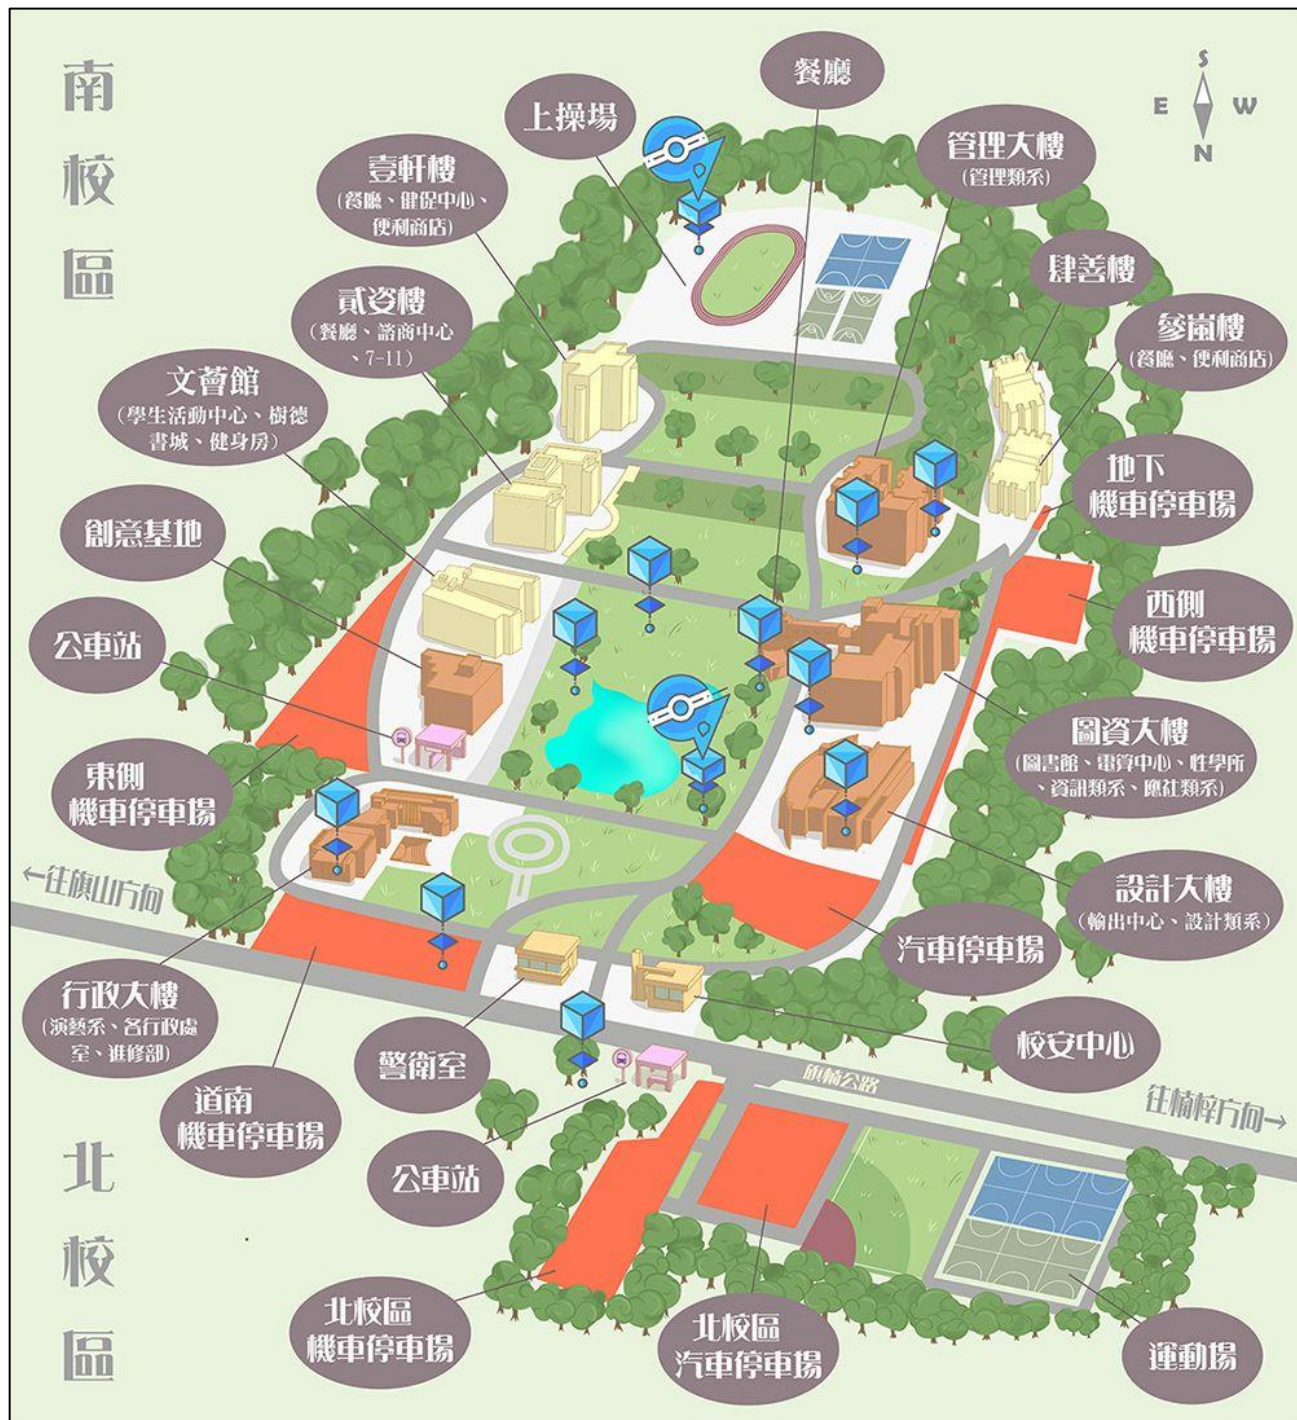 南
校
區
S
E W
N
餐廳
上操場
管理大樓
(管理類系)
壹軒樓
(餐廳、健促中心、
便利商店)
肆善樓
貳姿樓
(餐廳、諮商中心
、7-11)
參嵐樓
(餐廳、便利商店)
文薈館
(學生活動中心、樹德
書城、健身房)
地下
機車停車場
創意基地
西側
機車停車場
公車站
圖資大樓
(圖書館、電算中心、性學所
、資訊類系、應社類系)
東側
機車停車場
←往旗山方向
設計大樓
(輸出中心、設計類系)
汽車停車場
行政大樓
(演藝系、各行政處
室、進修部)
校安中心
警衛室
道南
機車停車場
旗楠公路
往楠梓方向→
公車站
北
校
區
北校區
機車停車場
北校區
汽車停車場
運動場